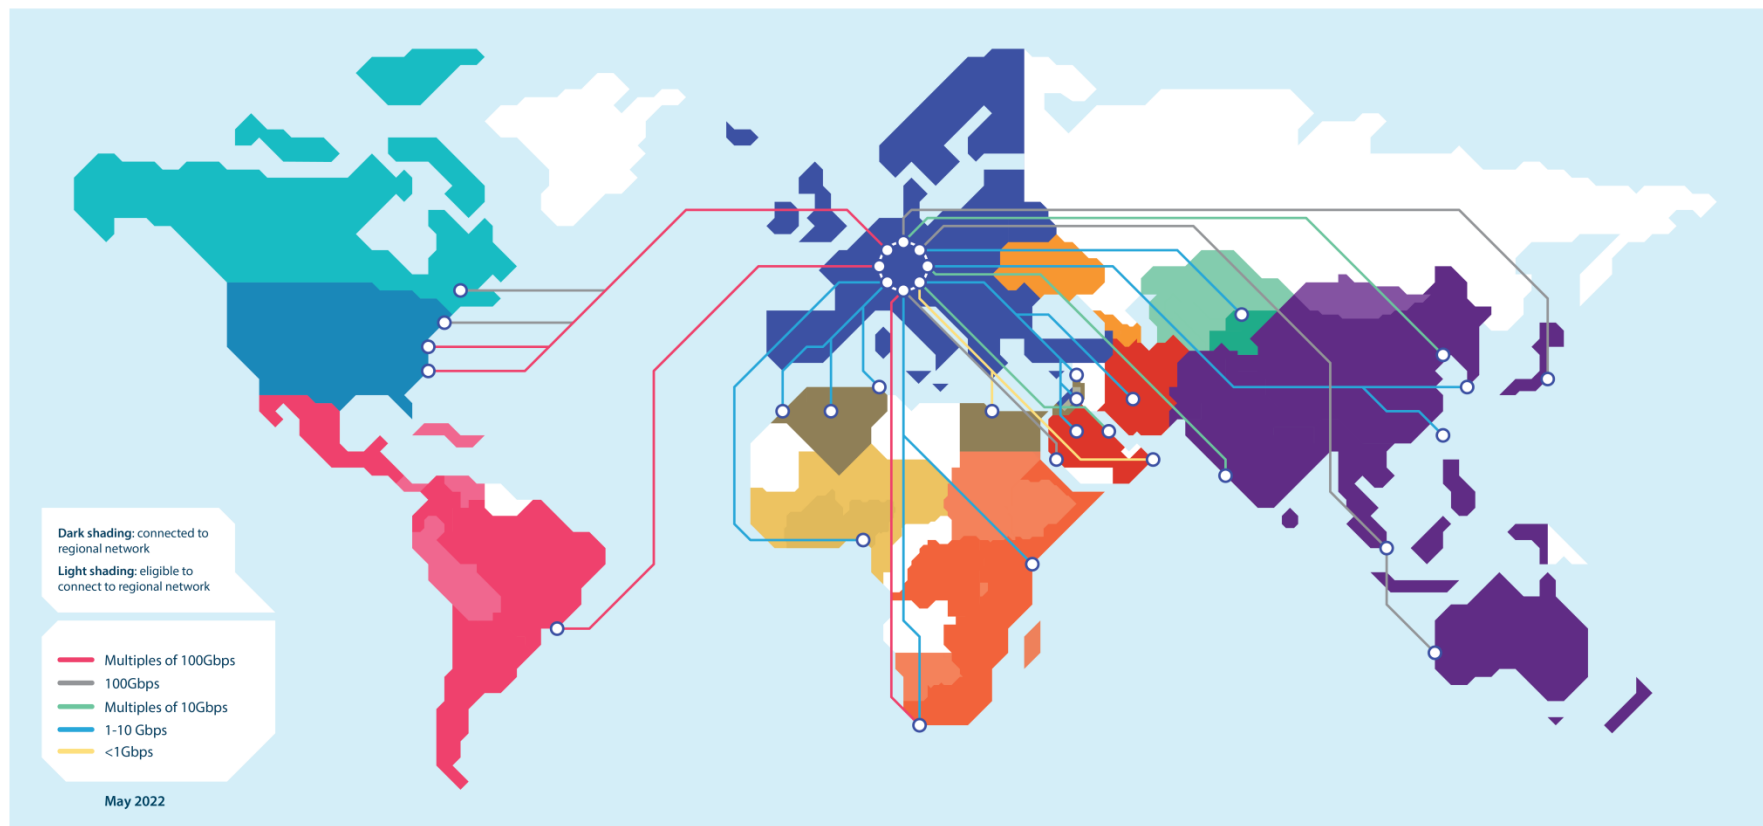 Dark shading: connected to
regional network
Light shading: eligible to
connect to regional network
Multiples of 100Gbps
100Gbps
Multiples of 10Gbps
1-10 Gbps
<1Gbps
May 2022